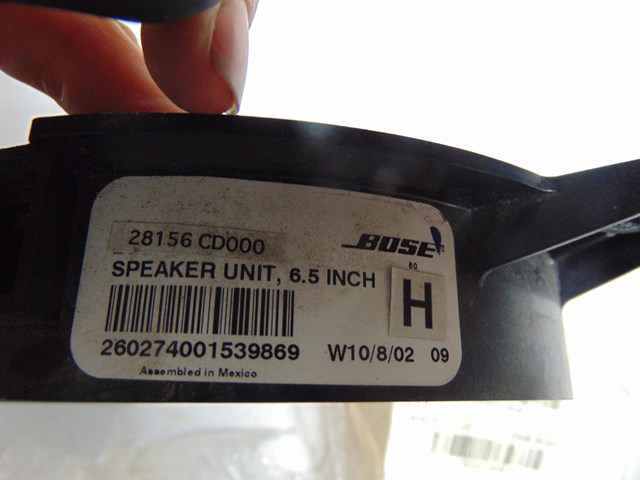 28156 CD000
BOSE
60
SPEAKER UNIT, 6.5 INCH
H
260274001539869 W10/8/02 09
Assembled in Mexico